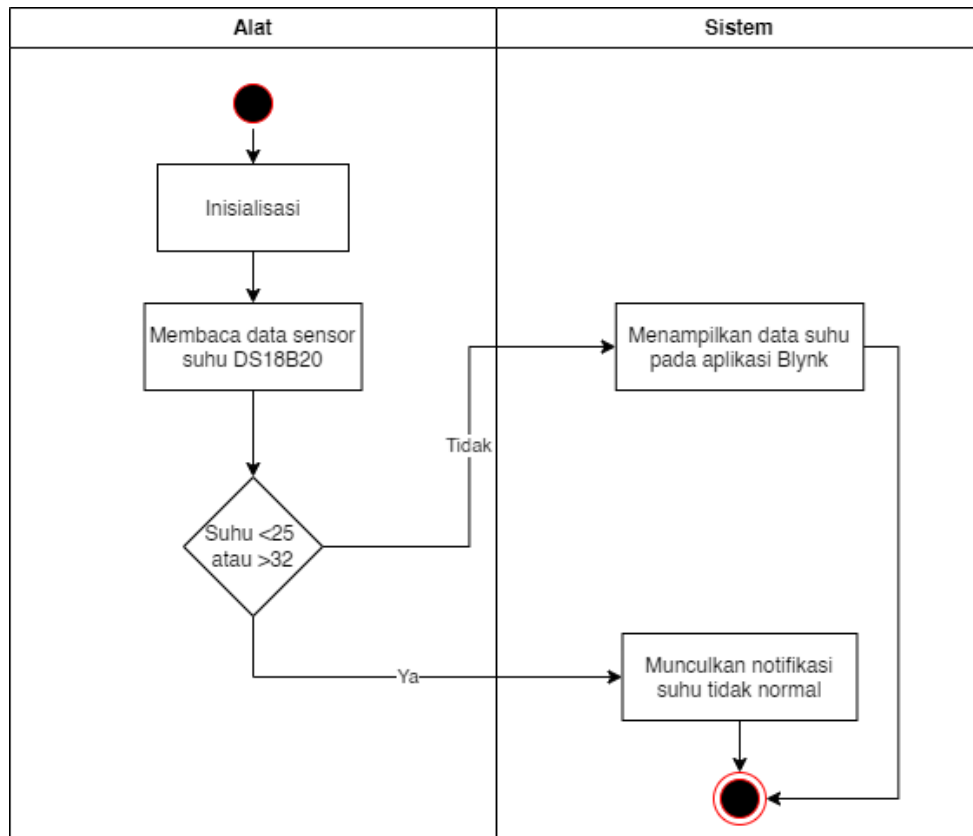 Alat
Sistem
Inisialisasi
Membaca data sensor
suhu DS18B20
Menampilkan data suhu
pada aplikasi Blynk
Tidak
Suhu <25
atau >32
Ya
Munculkan notifikasi
suhu tidak normal